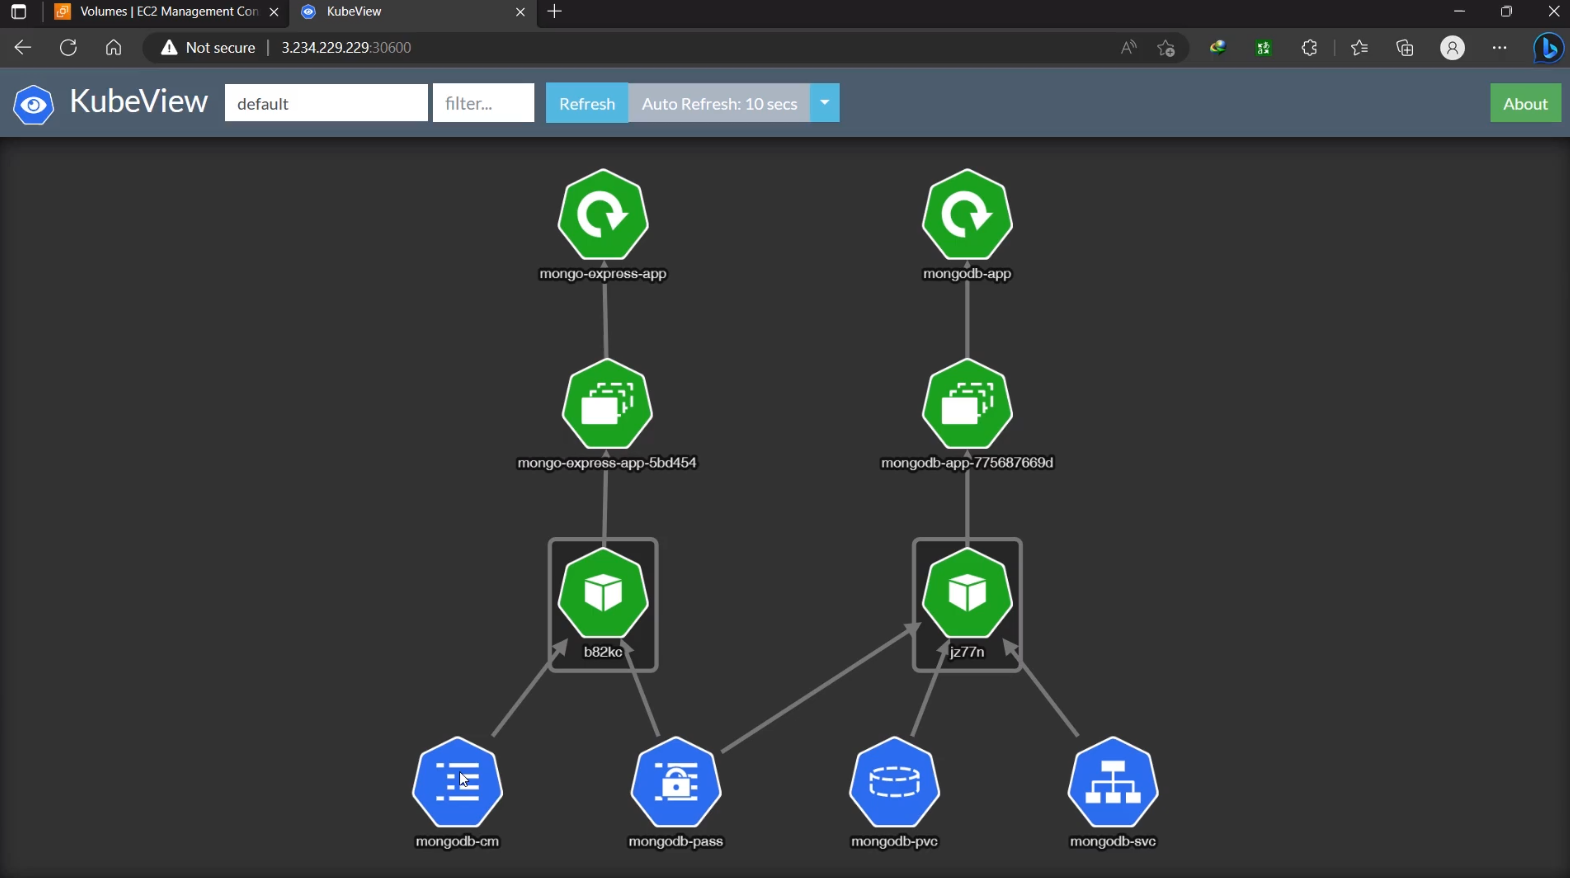 Volumes | EC2 Management Con
KubeView
Not secure
3.234.229.229:30600
KubeView
default
filter...
Refresh
Auto Refresh: 10 secs
About
mongo-express-app
mongodb-app
mongo-express-app-5bd454
mongodb-app-775687669d
b82kc
jz77n
mongodb-cm
mongodb-pass
mongodb-pvc
mongodb-svc